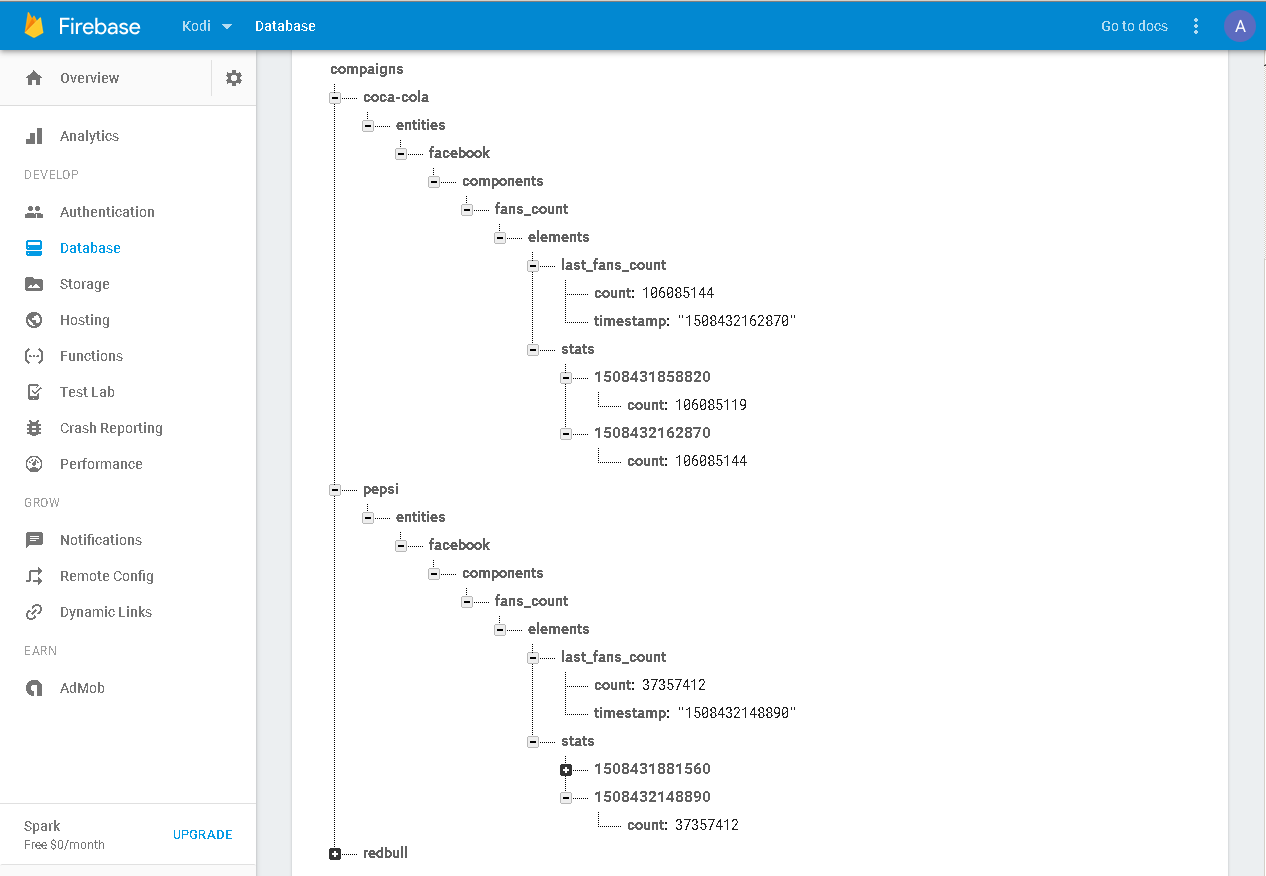 Firebase
Kodi
Database
Go to docs
A
Overview
Analytics
DEVELOP
Authentication
Database
Storage
Hosting
Functions
Test Lab
Crash Reporting
Performance
GROW
Notifications
Remote Config
Dynamic Links
EARN
AdMob
Spark
Free $0/month
UPGRADE
compaigns
coca-cola
entities
facebook
components
fans_count
elements
last_fans_count
count: 106085144
timestamp: "1508432162870"
stats
1508431858820
count: 106085119
1508432162870
count: 106085144
pepsi
entities
facebook
components
fans_count
elements
last_fans_count
count: 37357412
timestamp: "1508432148890"
stats
1508431881560
1508432148890
count: 37357412
redbull